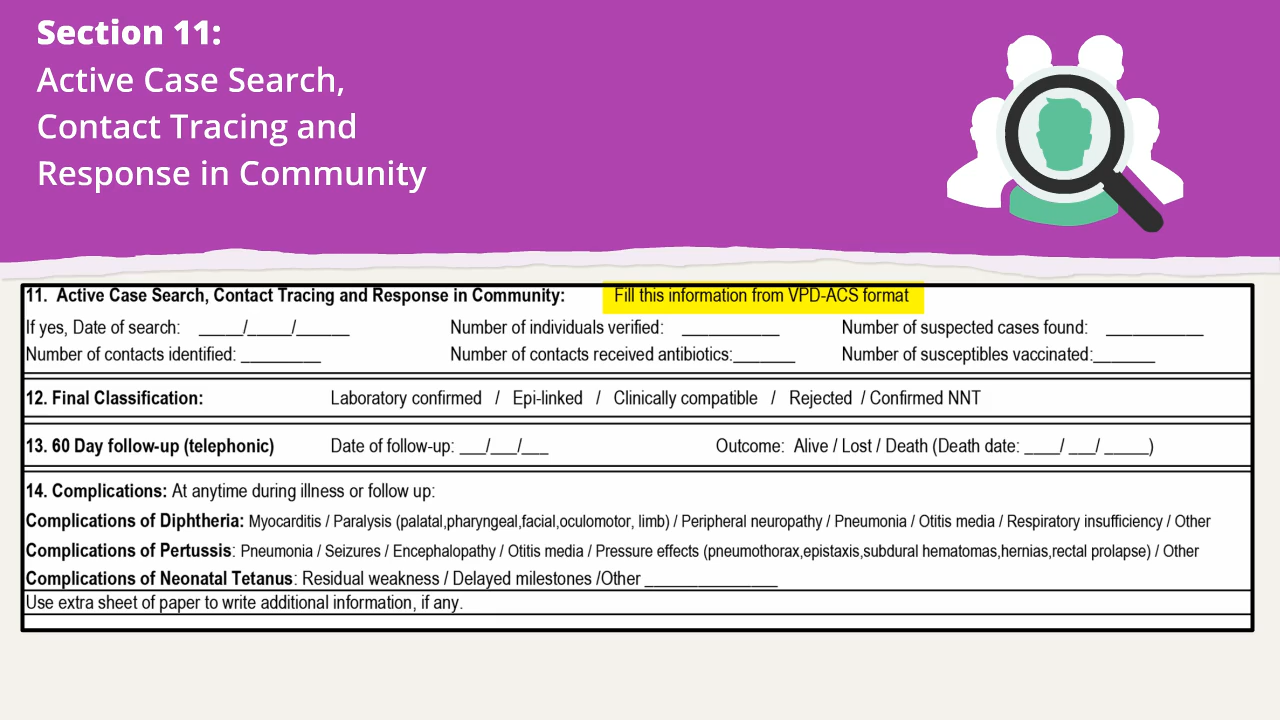 Section 11:
Active Case Search,
Contact Tracing and
Response in Community
11. Active Case Search, Contact Tracing and Response in Community: Fill this information from VPD-ACS format
If yes, Date of search: _____/_____/______ Number of individuals verified: ___________ Number of suspected cases found: ___________
Number of contacts identified: _________ Number of contacts received antibiotics:_______ Number of susceptibles vaccinated:_______
12. Final Classification: Laboratory confirmed / Epi-linked / Clinically compatible / Rejected / Confirmed NNT
13. 60 Day follow-up (telephonic) Date of follow-up: ___/___/___ Outcome: Alive / Lost / Death (Death date: ____/ ___/ _____)
14. Complications: At anytime during illness or follow up:
Complications of Diphtheria: Myocarditis / Paralysis (palatal,pharyngeal,facial,oculomotor, limb) / Peripheral neuropathy / Pneumonia / Otitis media / Respiratory insufficiency / Other
Complications of Pertussis: Pneumonia / Seizures / Encephalopathy / Otitis media / Pressure effects (pneumothorax,epistaxis,subdural hematomas,hernias,rectal prolapse) / Other
Complications of Neonatal Tetanus: Residual weakness / Delayed milestones /Other _______________
Use extra sheet of paper to write additional information, if any.